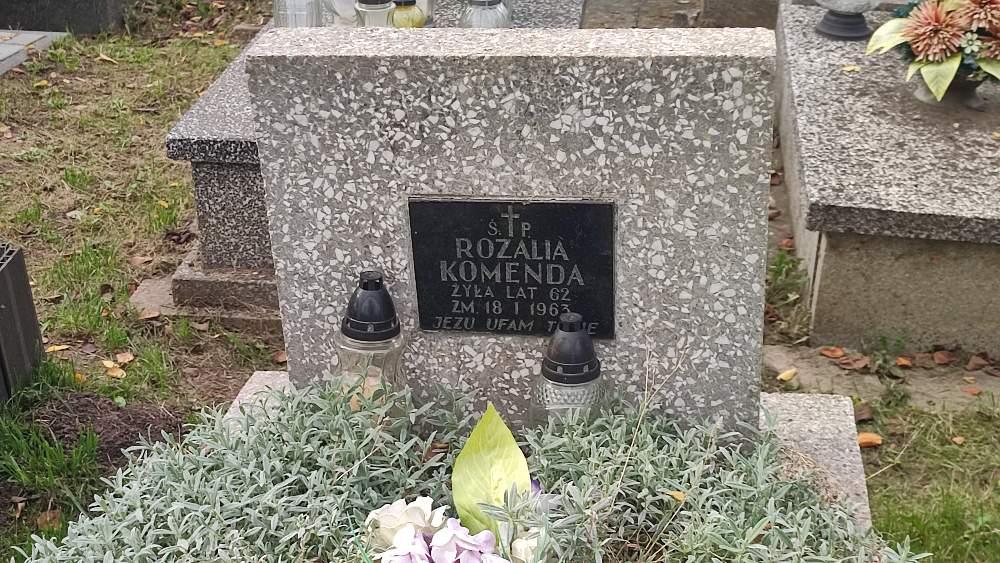 Ś. P.
ROZALIA
KOMENDA
ŻYŁA LAT 62
ZM. 18 I 1963
JEZU UFAM